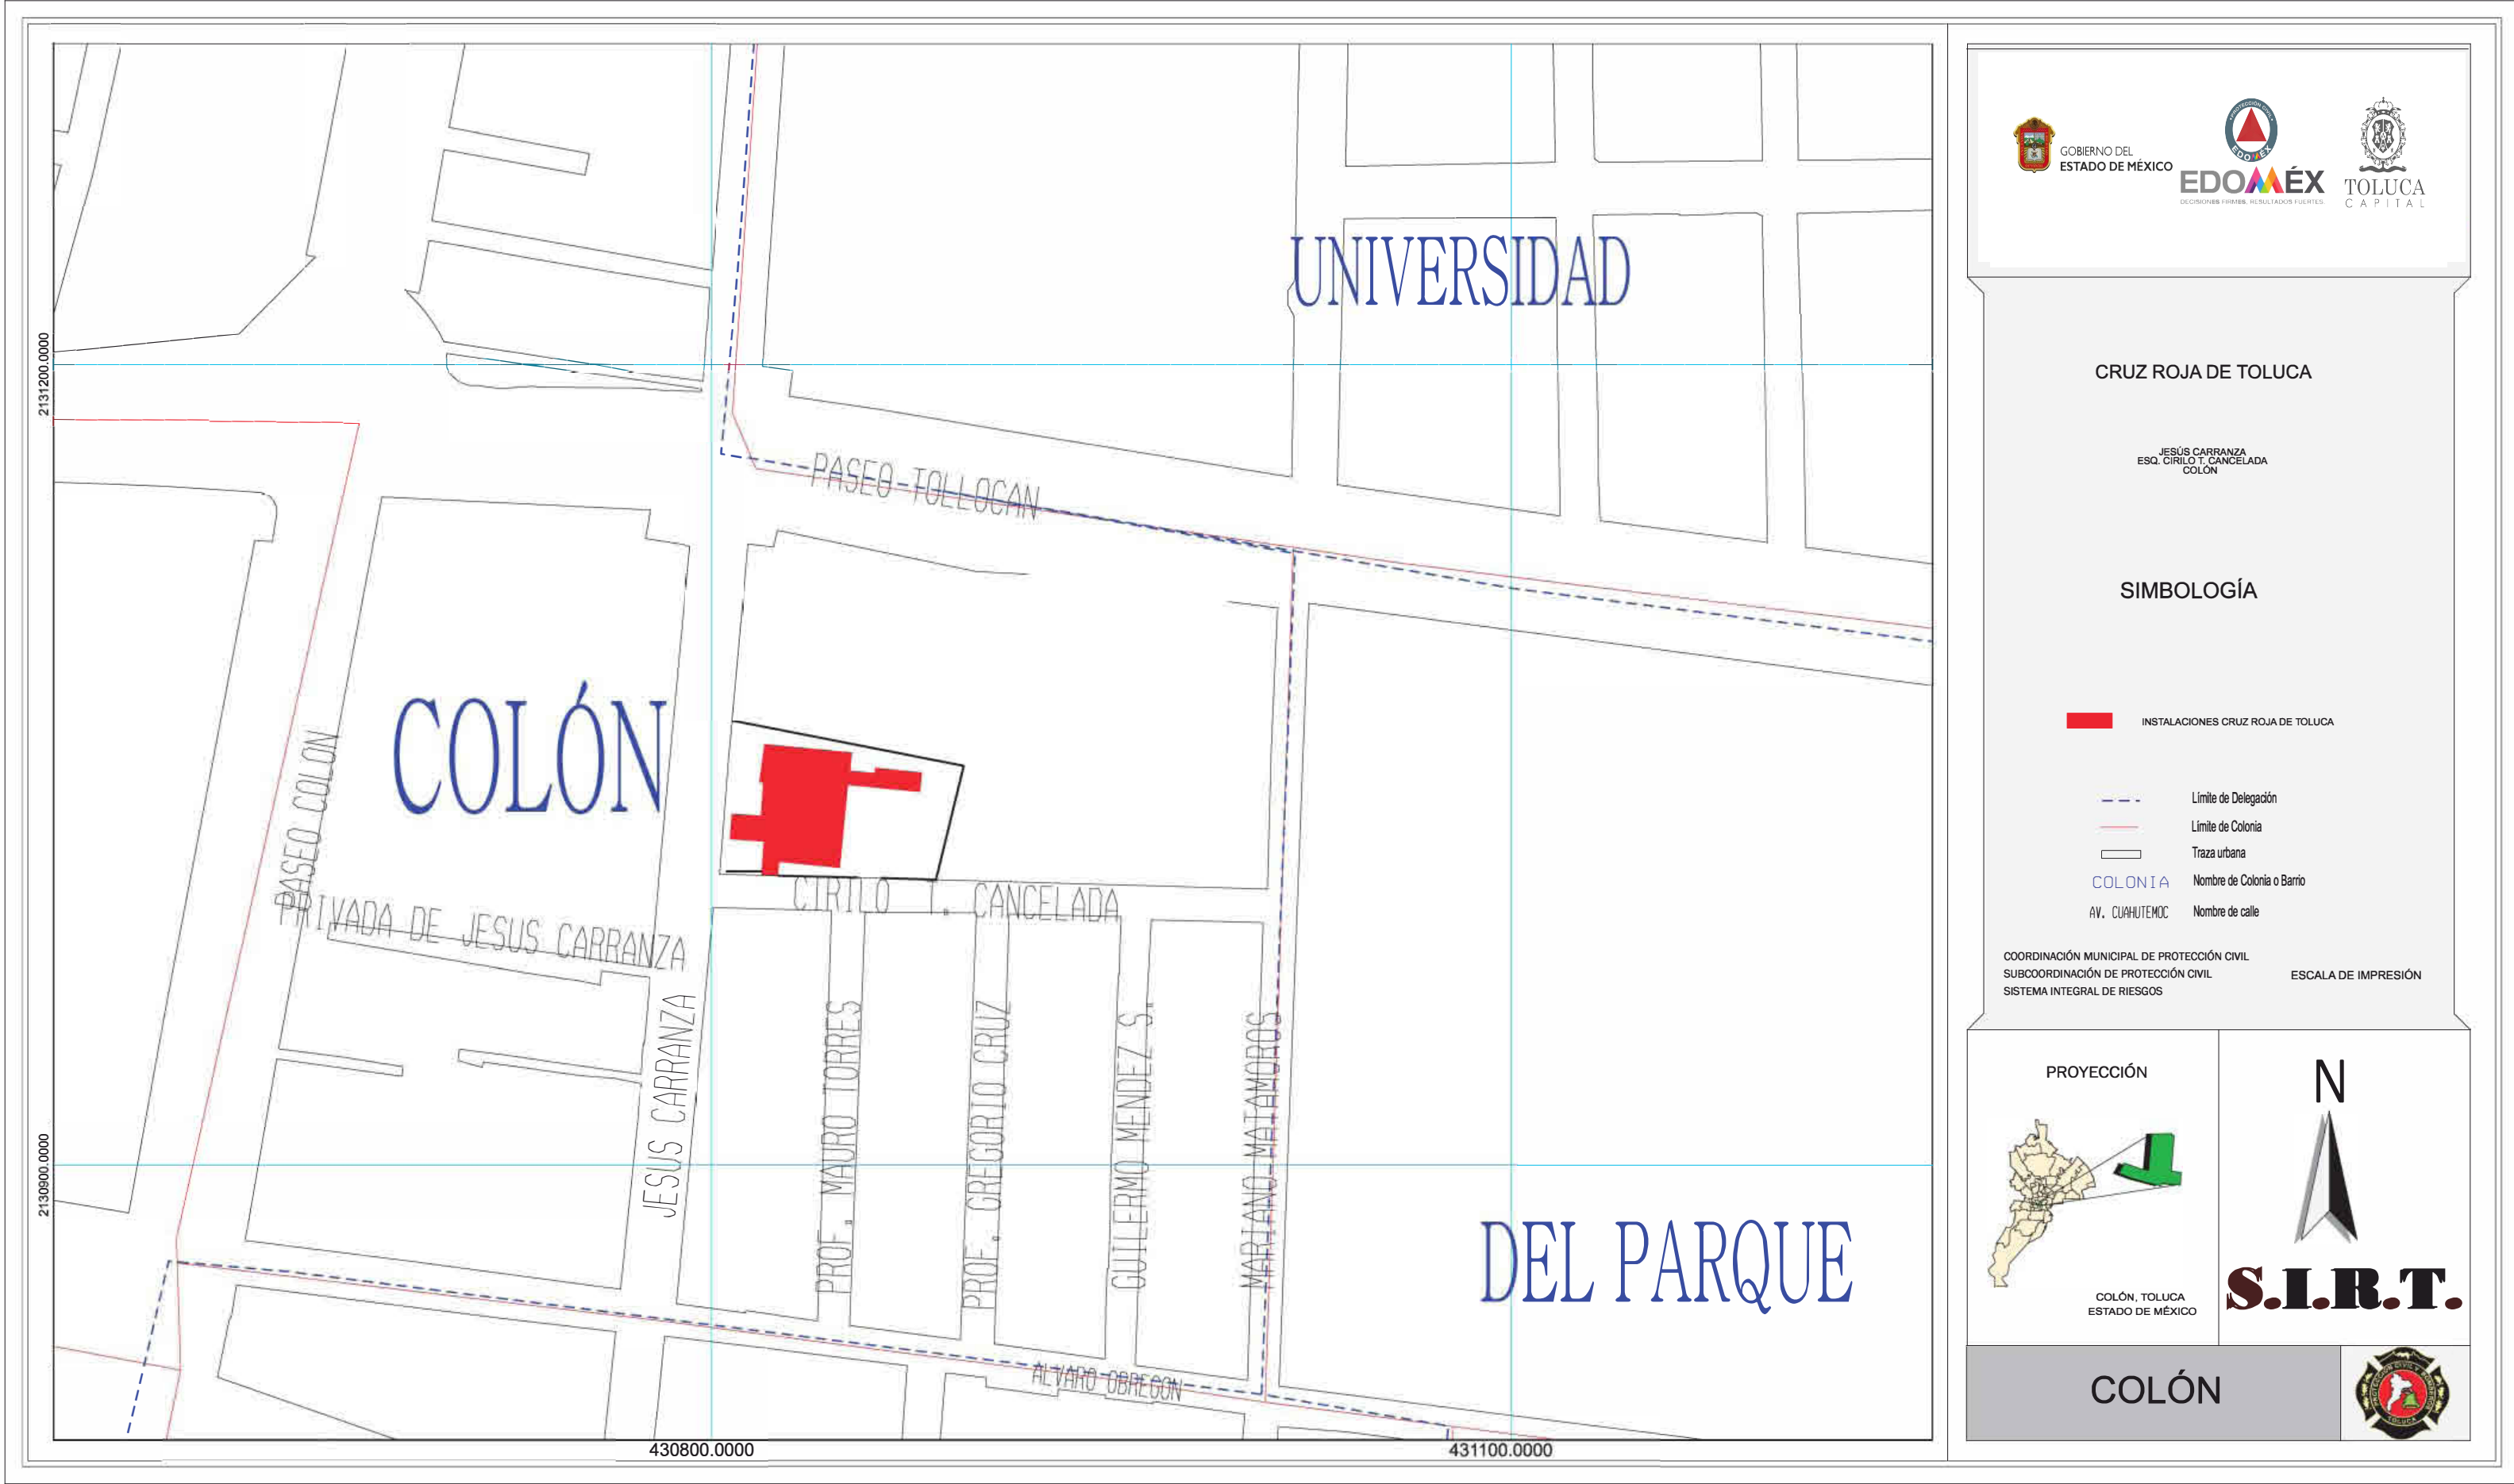 UNIVERSIDAD
2131200.0000
PASEO TOLLOCAN
COLÓN
PASEO COLON
CIRILO T. CANCELADA
PRIVADA DE JESUS CARRANZA
JESUS CARRANZA
PROF. MAURO TORRES
PROF. GREGORIO CRUZ
GUILERMO MENDEZ S.
MARIANO MATAMOROS
2130900.0000
DEL PARQUE
ALVARO OBREGON
430800.0000
431100.0000
GOBIERNO DEL
ESTADO DE MÉXICO
EDOMEX
EDOMÉX
DECISIONES FIRMES, RESULTADOS FUERTES.
TOLUCA
CAPITAL
CRUZ ROJA DE TOLUCA
JESÚS CARRANZA
ESQ. CIRILO T. CANCELADA
COLÓN
SIMBOLOGÍA
INSTALACIONES CRUZ ROJA DE TOLUCA
Límite de Delegación
Límite de Colonia
Traza urbana
COLONIA Nombre de Colonia o Barrio
AV. CUAHUTEMOC Nombre de calle
COORDINACIÓN MUNICIPAL DE PROTECCIÓN CIVIL
SUBCOORDINACIÓN DE PROTECCIÓN CIVIL
ESCALA DE IMPRESIÓN
SISTEMA INTEGRAL DE RIESGOS
PROYECCIÓN
N
COLÓN, TOLUCA
ESTADO DE MÉXICO
S.I.R.T.
COLÓN
TOLUCA